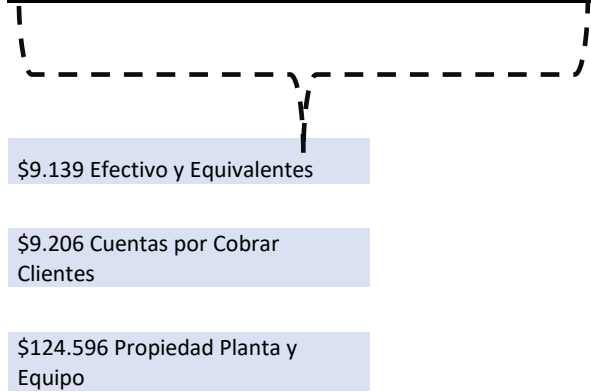 $9.139 Efectivo y Equivalentes
$9.206 Cuentas por Cobrar
Clientes
$124.596 Propiedad Planta y
Equipo